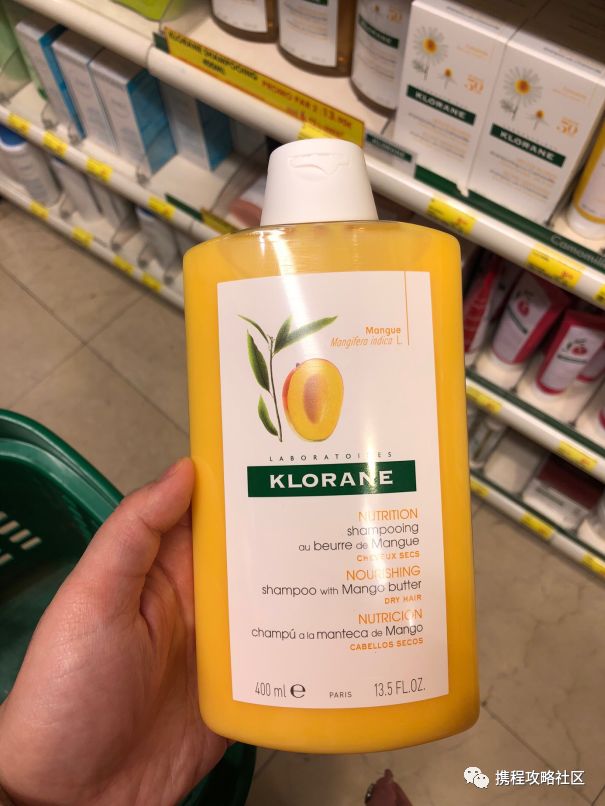 KLORANE
KLORANE
Mangue
Mangifera indica L.
LABORATOIRES
KLORANE
NUTRITION
shampooing
au beurre de Mangue
CHEVEUX SECS
NOURISHING
shampoo with Mango butter
DRY HAIR
NUTRICIÓN
champú a la manteca de Mango
CABELLOS SECOS
400 ml e PARIS 13.5 FL.OZ.
携程攻略社区